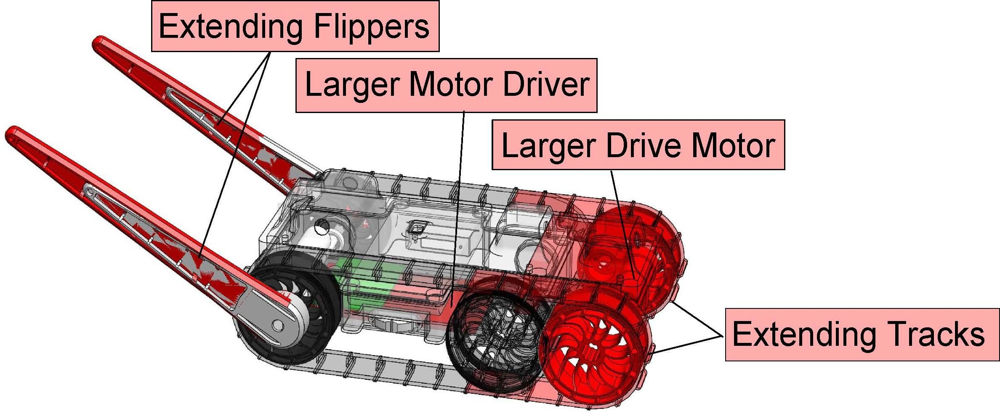 Extending Flippers
Larger Motor Driver
Larger Drive Motor
Extending Tracks